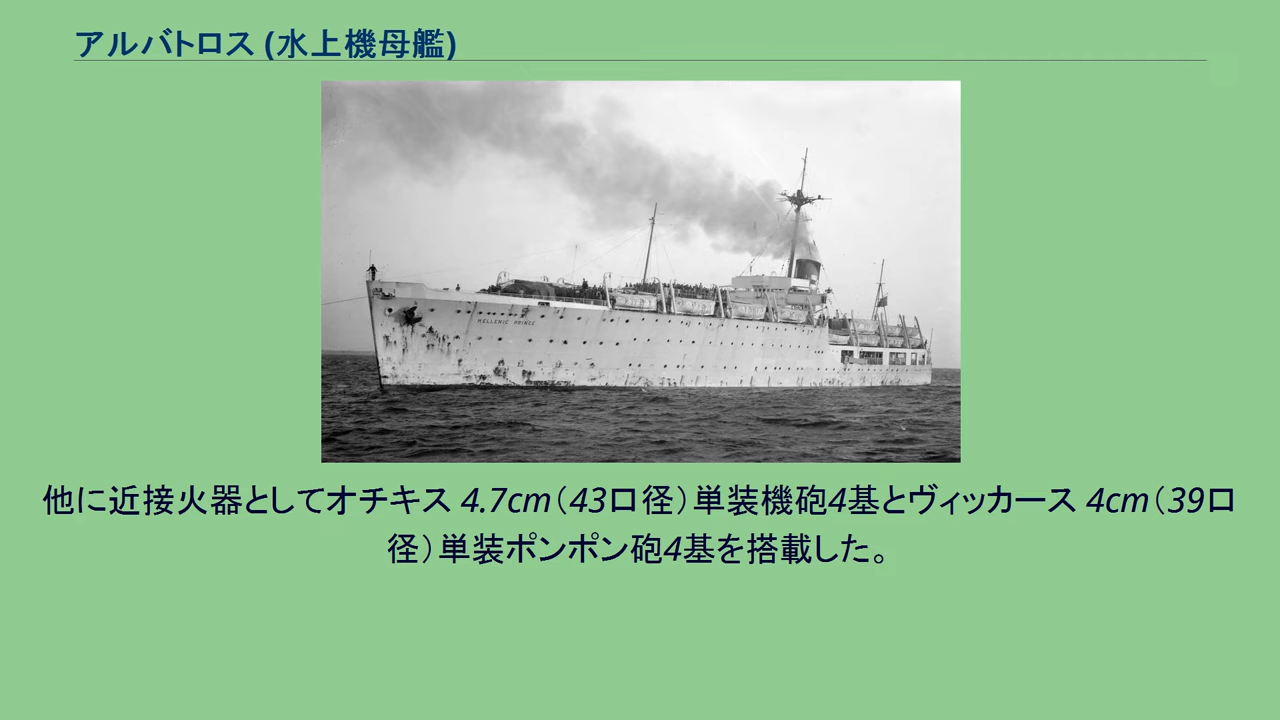 アルバトロス (水上機母艦)
HELLENIC PRINCE
他に近接火器としてオチキス 4.7cm（43口径）単装機砲4基とヴィッカース 4cm（39口
径）単装ポンポン砲4基を搭載した。